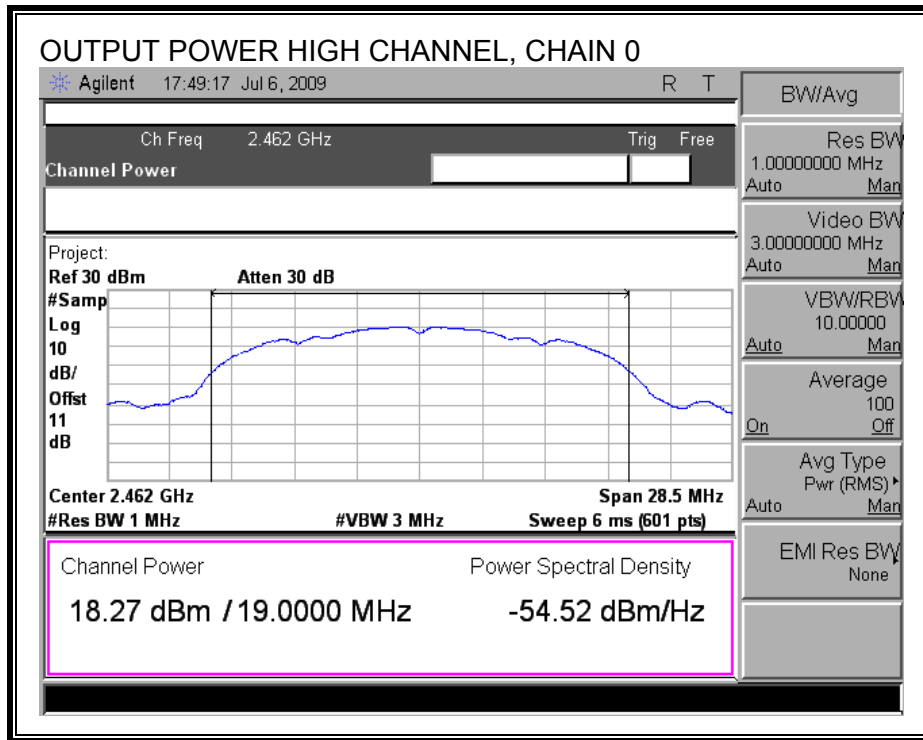 OUTPUT POWER HIGH CHANNEL, CHAIN 0
Agilent 17:49:17 Jul 6, 2009 R T
Ch Freq 2.462 GHz Trig Free
Channel Power
Project:
Ref 30 dBm Atten 30 dB
#Samp
Log
10
dB/
Offst
11
dB
Center 2.462 GHz Span 28.5 MHz
#Res BW 1 MHz #VBW 3 MHz Sweep 6 ms (601 pts)
Channel Power Power Spectral Density
18.27 dBm / 19.0000 MHz -54.52 dBm/Hz
BW/Avg
Res BW
1.00000000 MHz
Auto Man
Video BW
3.00000000 MHz
Auto Man
VBW/RBW
10.00000
Auto Man
Average
100
On Off
Avg Type
Pwr (RMS)
Auto Man
EMI Res BW
None